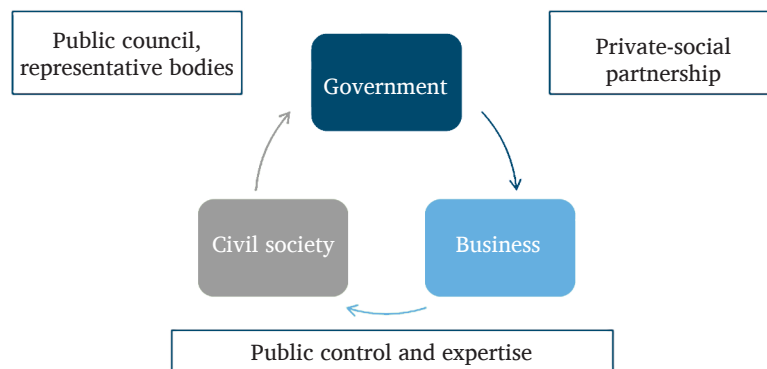 Public council,
representative bodies
Government
Private-social
partnership
Civil society
Business
Public control and expertise